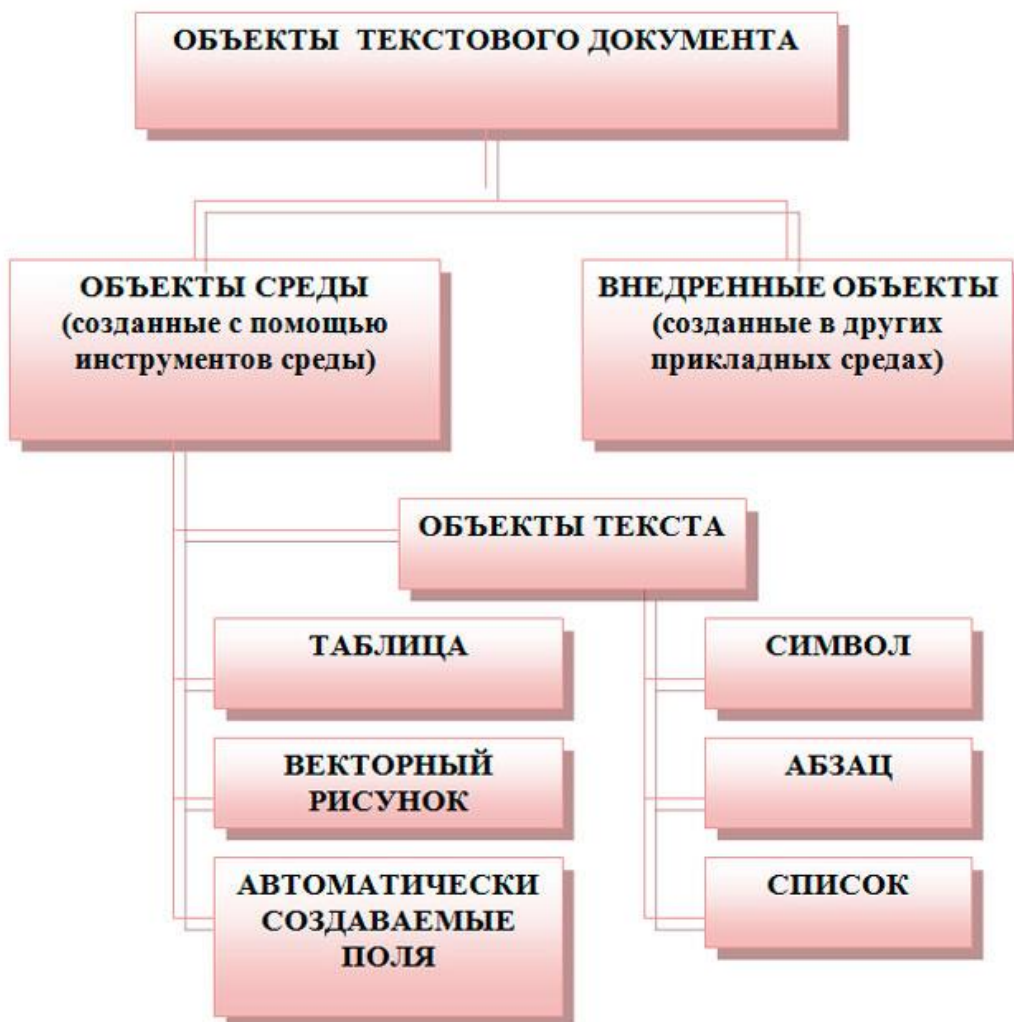 ОБЪЕКТЫ ТЕКСТОВОГО ДОКУМЕНТА
ОБЪЕКТЫ СРЕДЫ
(созданные с помощью
инструментов среды)
ВНЕДРЕННЫЕ ОБЪЕКТЫ
(созданные в других
прикладных средах)
ОБЪЕКТЫ ТЕКСТА
ТАБЛИЦА
ВЕКТОРНЫЙ
РИСУНОК
АВТОМАТИЧЕСКИ
СОЗДАВАЕМЫЕ
ПОЛЯ
СИМВОЛ
АБЗАЦ
СПИСОК